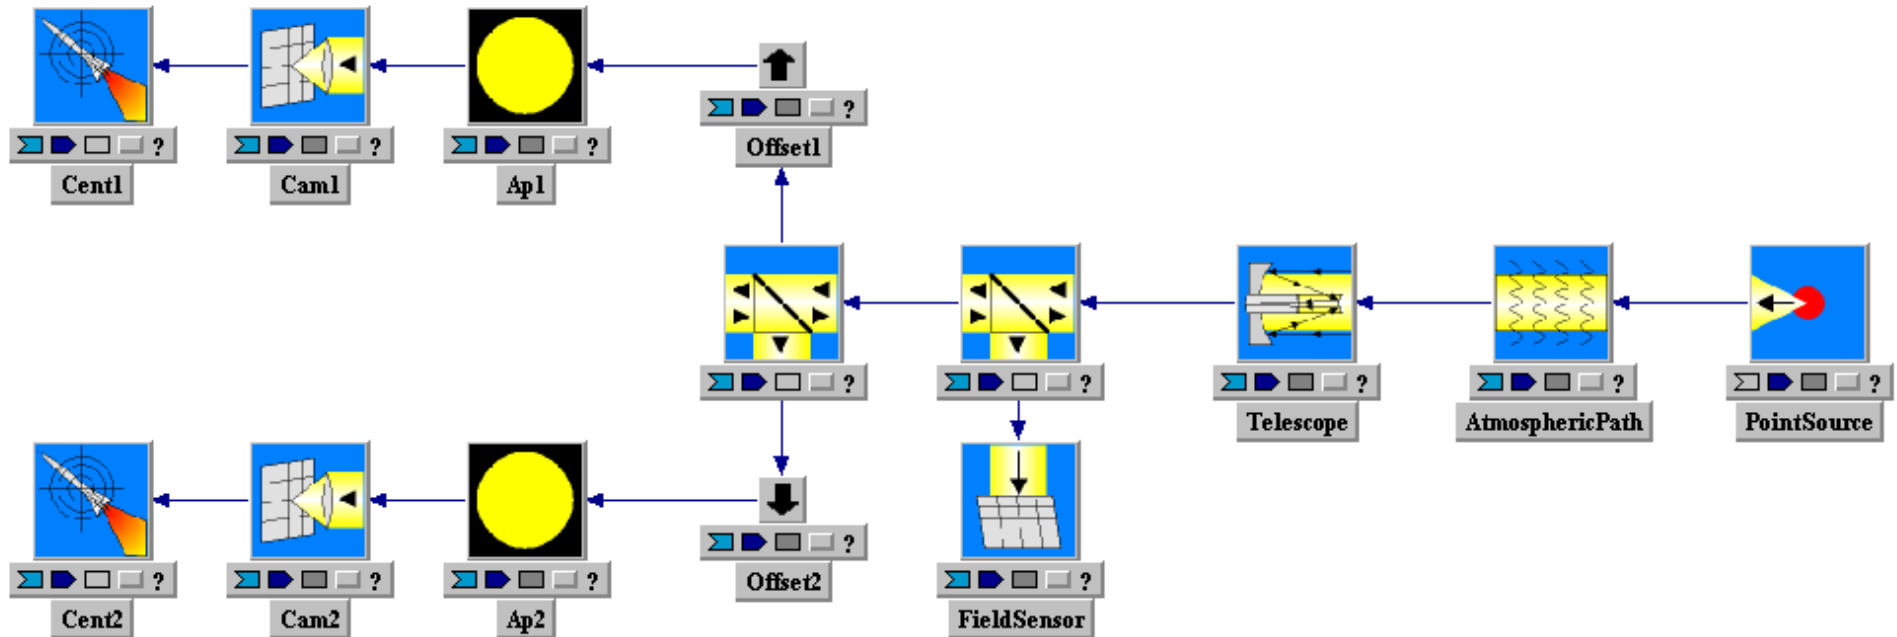 ?
?
?
?
Cent1
Cam1
Ap1
Offset1
?
?
?
?
?
Telescope
AtmosphericPath
PointSource
?
?
?
?
?
Cent2
Cam2
Ap2
Offset2
FieldSensor